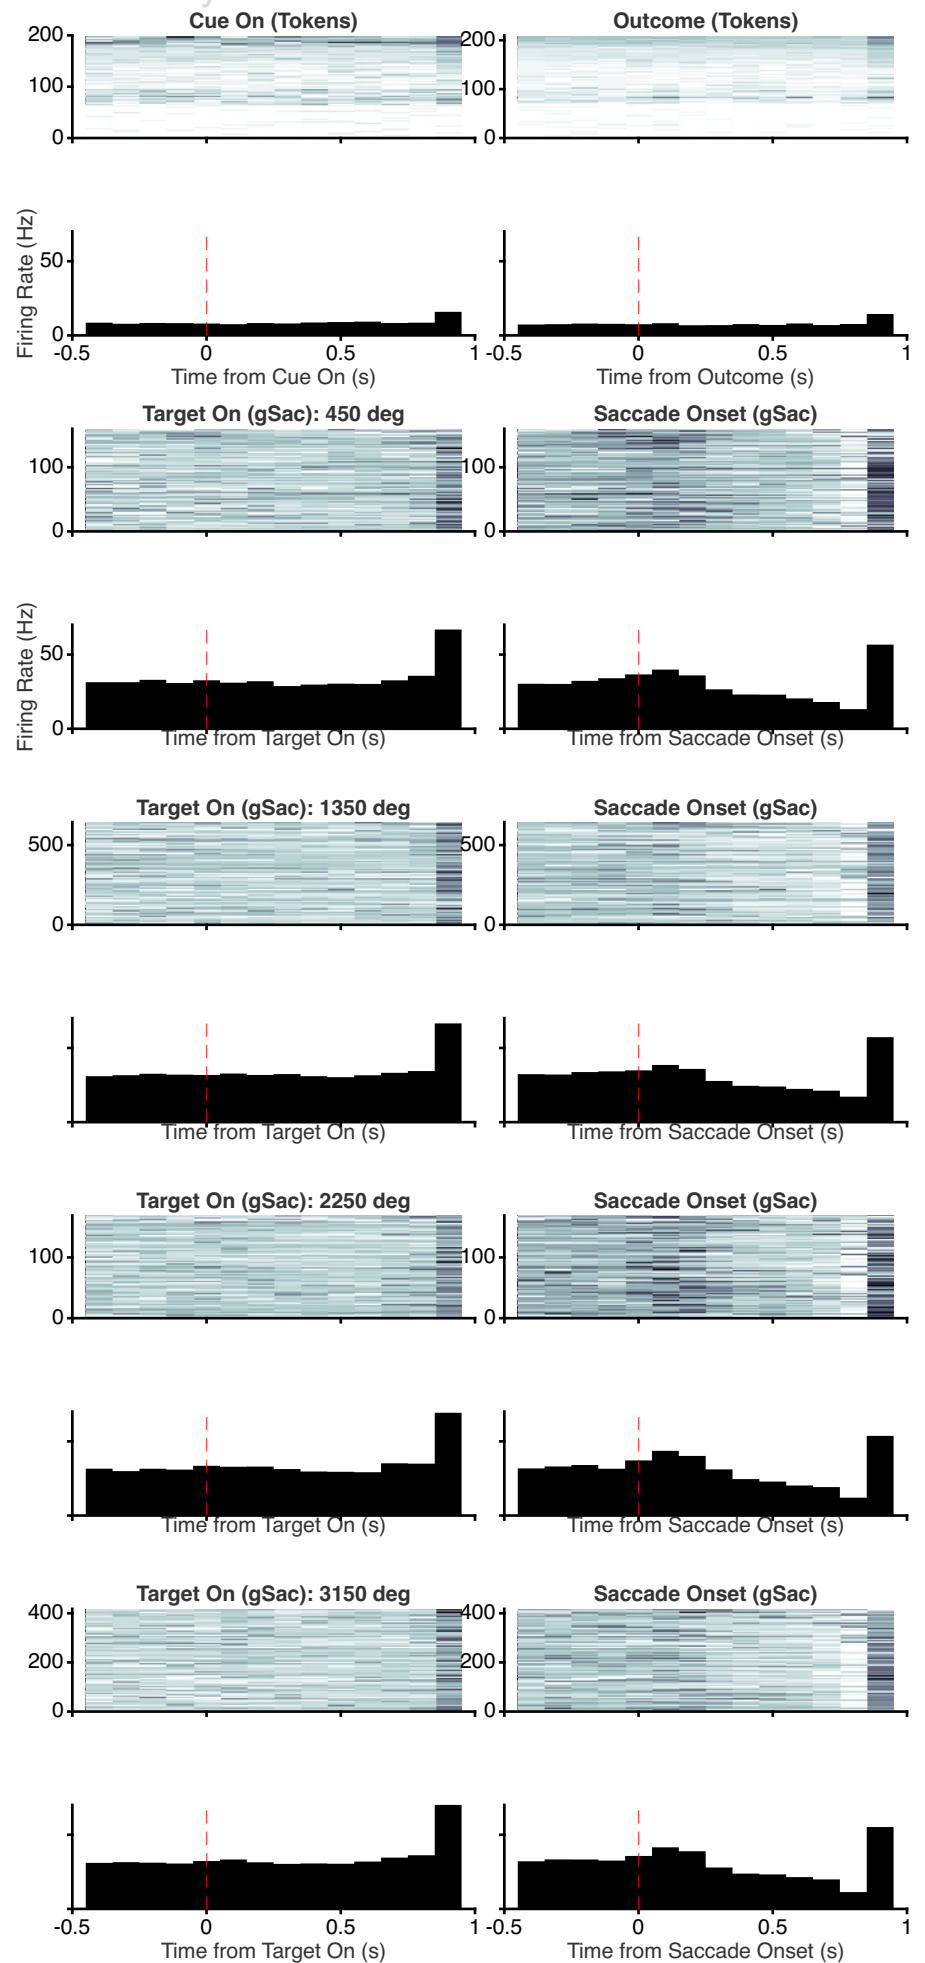 Cue On (Tokens) Outcome (Tokens)
200 200
100 100
0 0
Firing Rate (Hz)
50
0
-0.5 0 0.5 1 -0.5 0 0.5 1
Time from Cue On (s) Time from Outcome (s)
Target On (gSac): 450 deg Saccade Onset (gSac)
100 100
0 0
Firing Rate (Hz)
50
0
Time from Target On (s) Time from Saccade Onset (s)
Target On (gSac): 1350 deg Saccade Onset (gSac)
500 500
0 0
Time from Target On (s) Time from Saccade Onset (s)
Target On (gSac): 2250 deg Saccade Onset (gSac)
100 100
0 0
Time from Target On (s) Time from Saccade Onset (s)
Target On (gSac): 3150 deg Saccade Onset (gSac)
400 400
200 200
0 0
-0.5 0 0.5 1 -0.5 0 0.5 1
Time from Target On (s) Time from Saccade Onset (s)